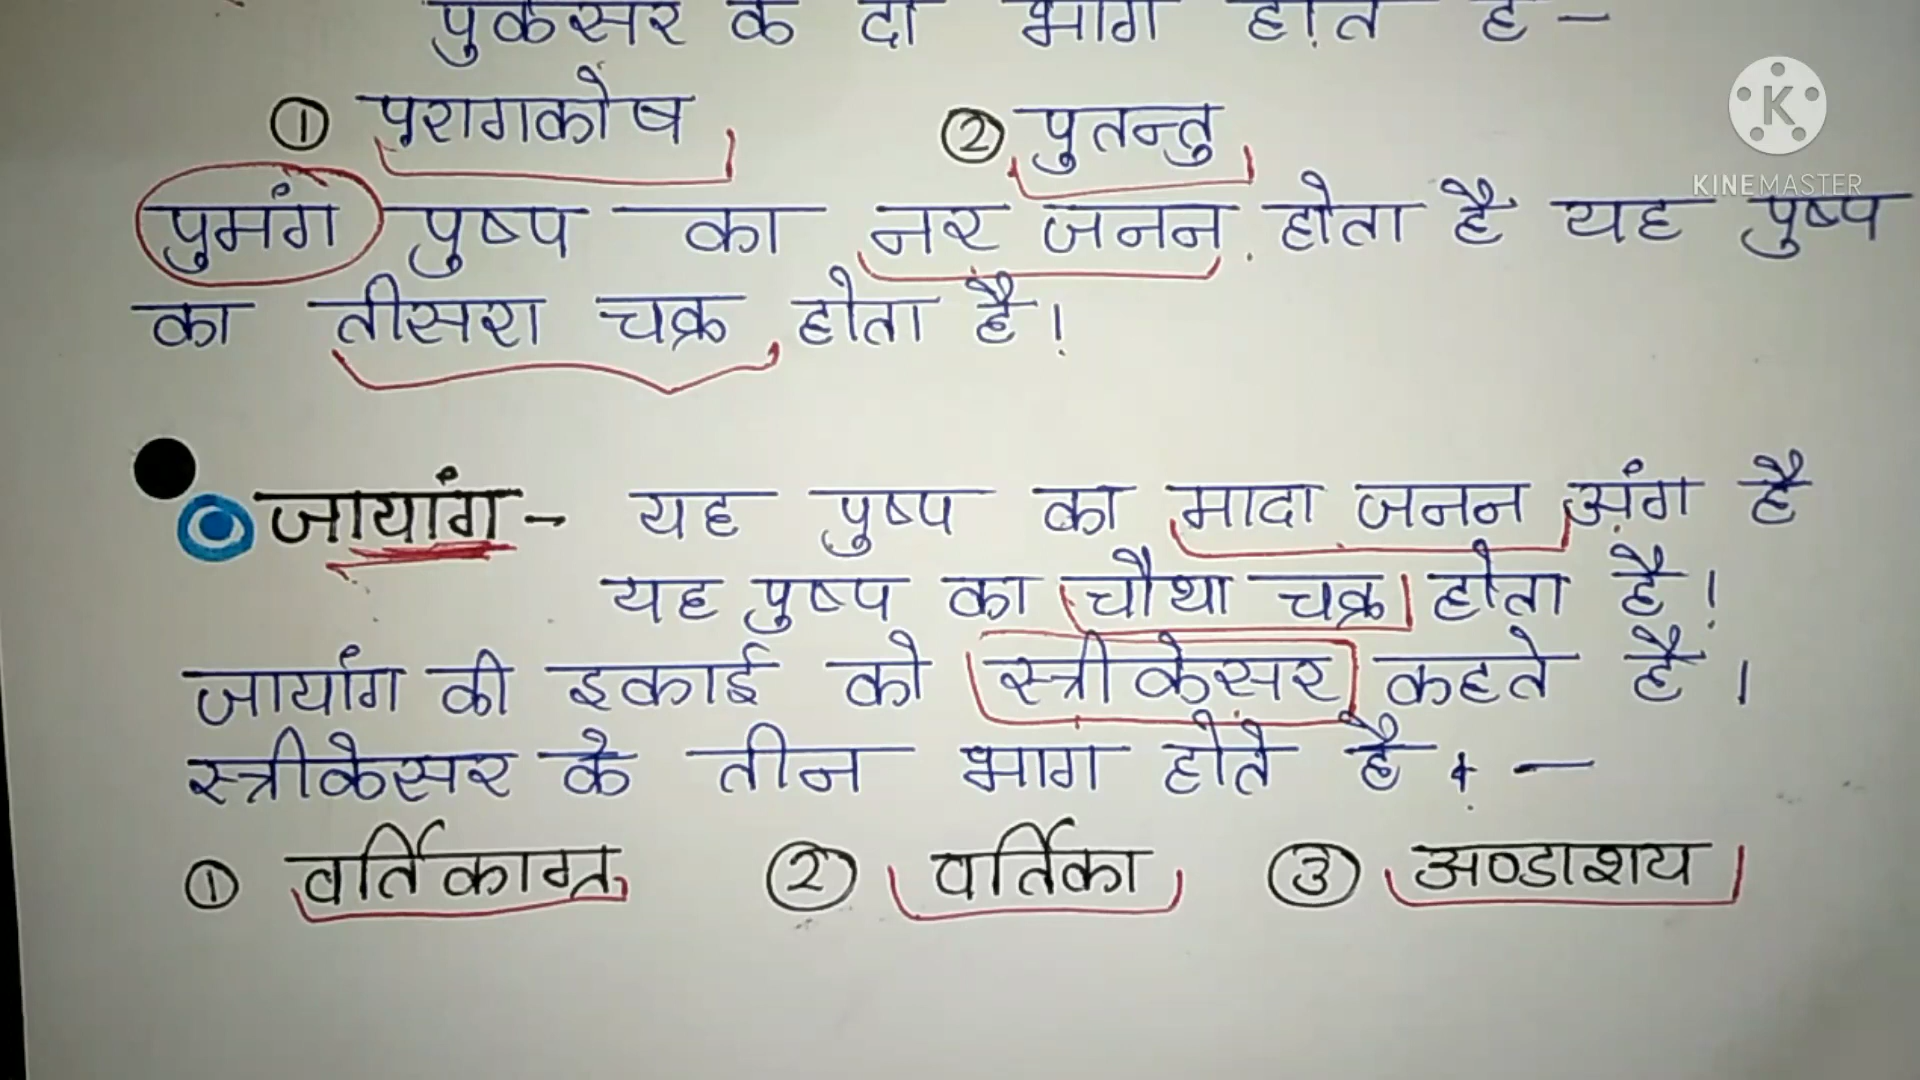 पुकेसर के दो भाग होते है -
① परागकोष ② पुतन्तु
KINEMASTER
पुमंग पुष्प का नर जनन होता है यह पुष्प
का तीसरा चक्र होता है।
जायांग - यह पुष्प का मादा जनन अंग है
यह पुष्प का चौथा चक्र होता है।
जायांग की इकाई को स्त्रीकेसर कहते है।
स्त्रीकेसर के तीन भाग होते है। -
① वर्तिकाग्र ② वर्तिका ③ अण्डाशय